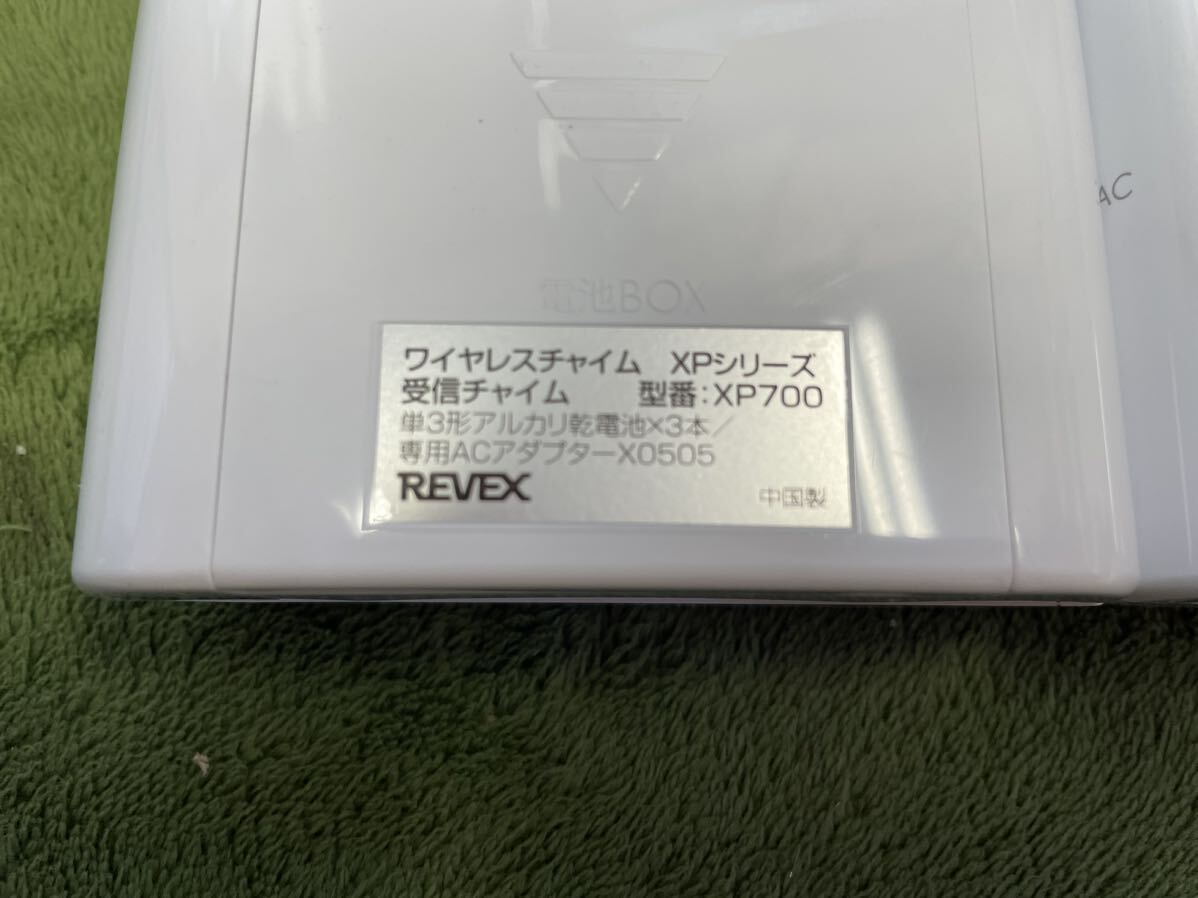 電池BOX
ワイヤレスチャイム XPシリーズ
受信チャイム 型番:XP700
単3形アルカリ乾電池×3本/
専用ACアダプターX0505
REVEX
中国製
AC